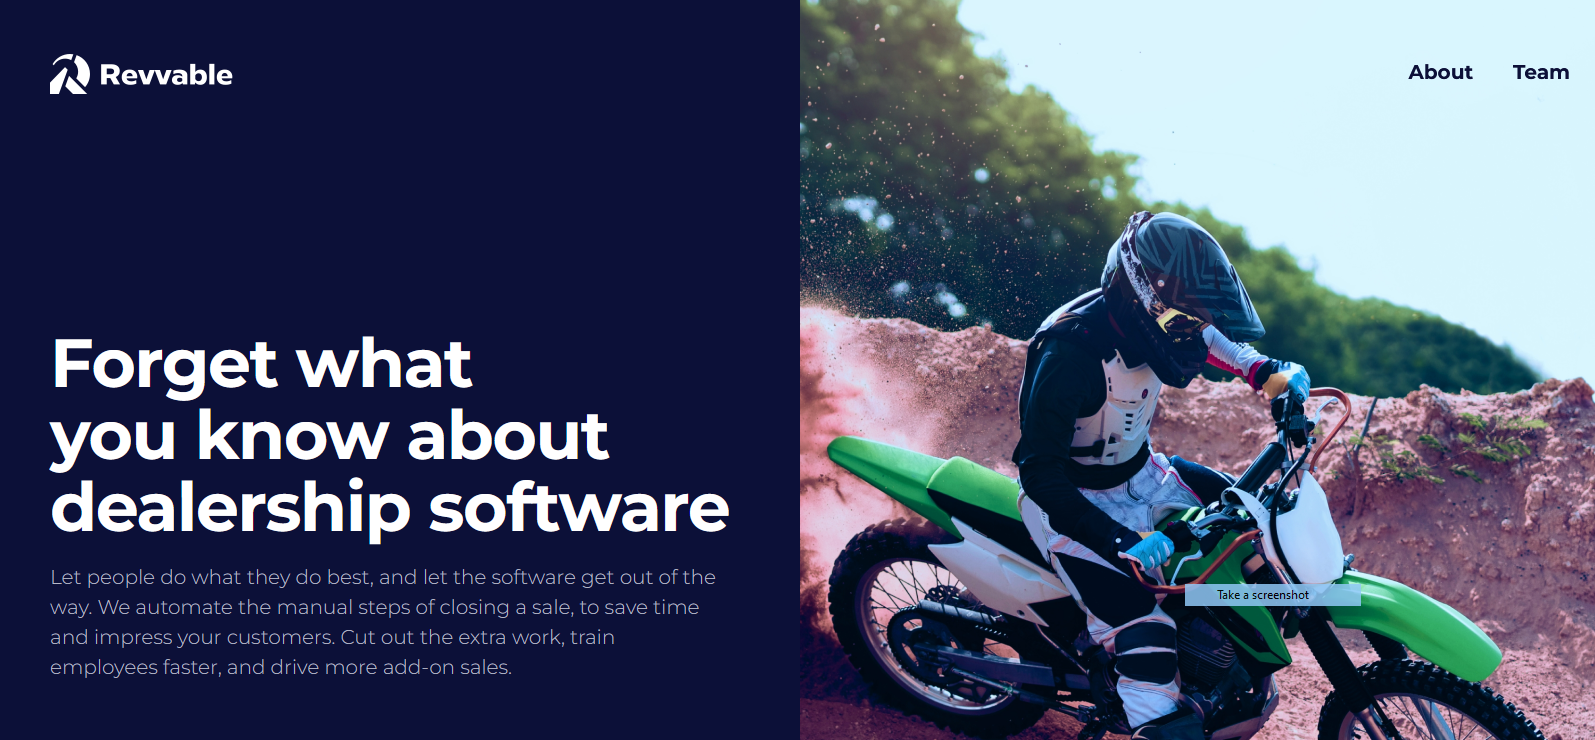 Revvable
About
Team
Forget what
you know about
dealership software
Let people do what they do best, and let the software get out of the
way. We automate the manual steps of closing a sale, to save time
and impress your customers. Cut out the extra work, train
employees faster, and drive more add-on sales.
Take a screenshot